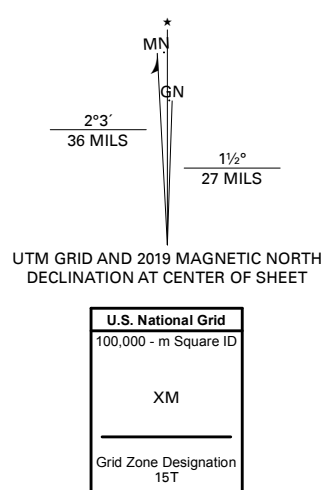 ★
MN
GN
2°3´
36 MILS
1½°
27 MILS
UTM GRID AND 2019 MAGNETIC NORTH
DECLINATION AT CENTER OF SHEET
U.S. National Grid
100,000 - m Square ID
XM
Grid Zone Designation
15T